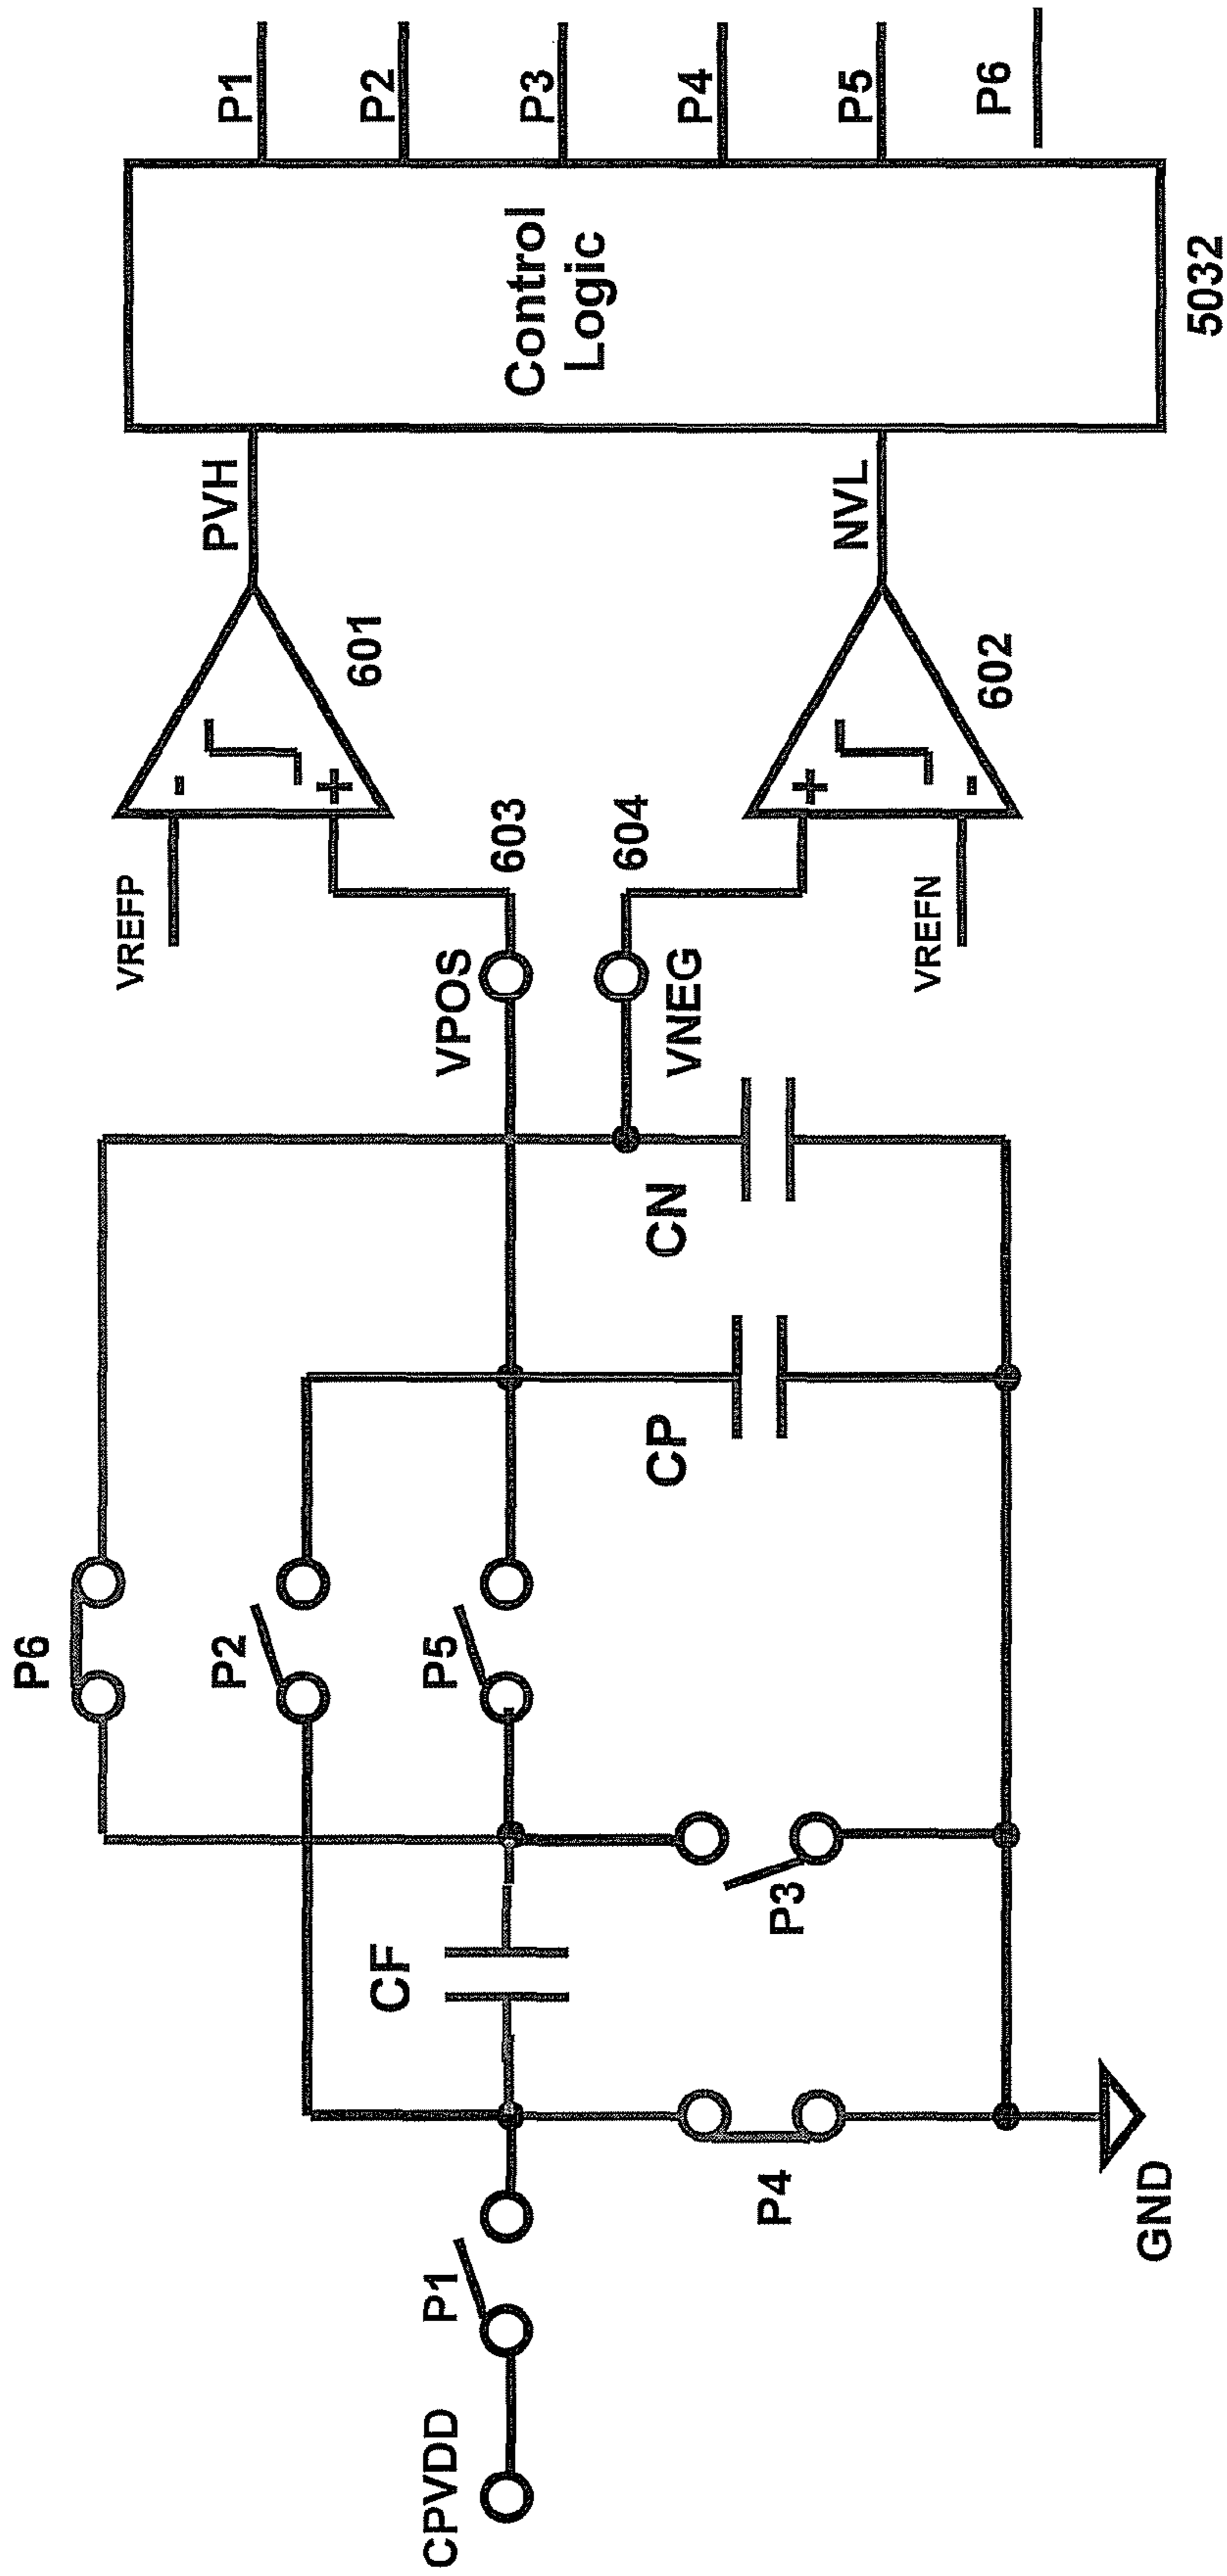 P6
P2
P5
P1
CPVDD
CF
P4
P3
GND
CP
CN
VPOS
603
VNEG
604
VREFP
-
+
601
PVH
VREFN
+
-
602
NVL
Control
Logic
5032
P1
P2
P3
P4
P5
P6